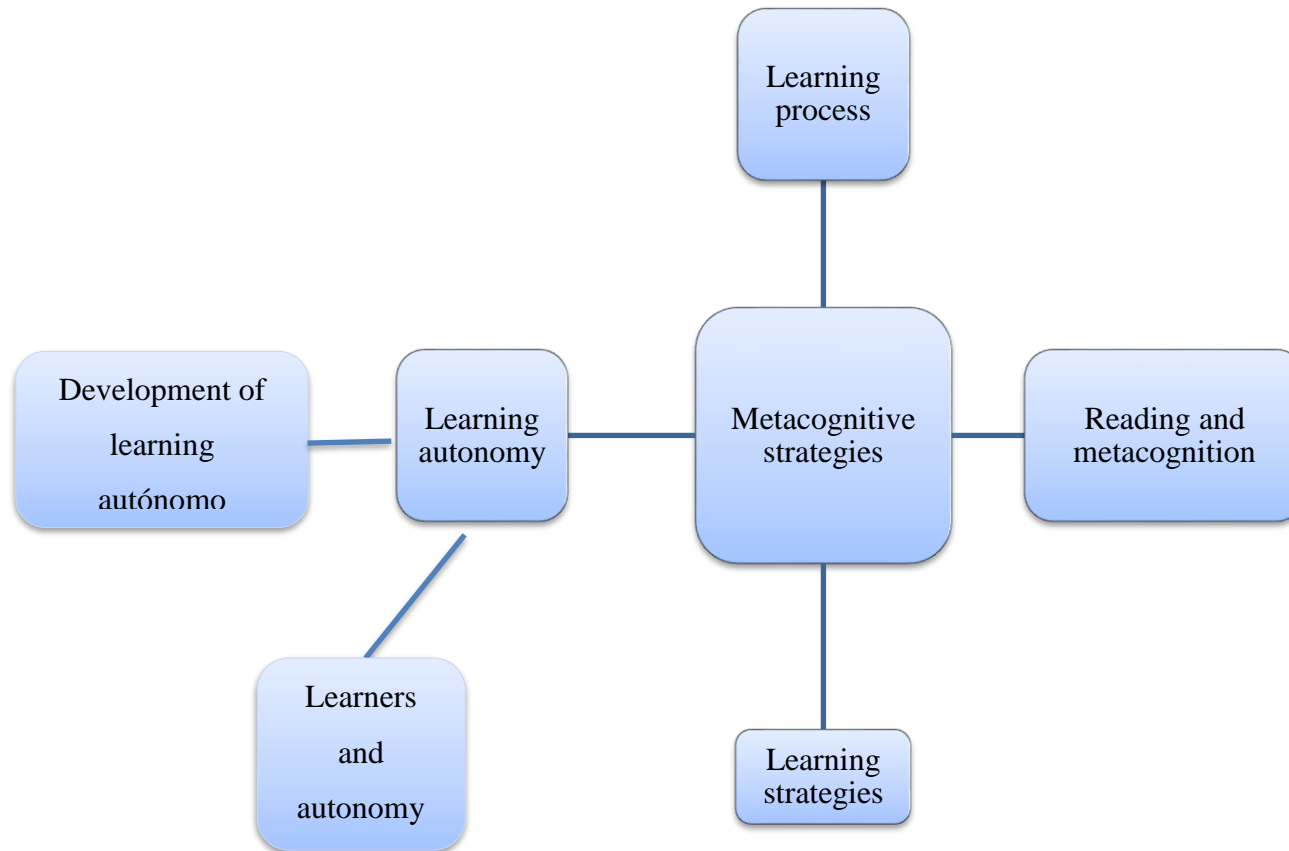 Learning
process
Development of
learning
autónomo
Learning
autonomy
Metacognitive
strategies
Reading and
metacognition
Learners
and
autonomy
Learning
strategies